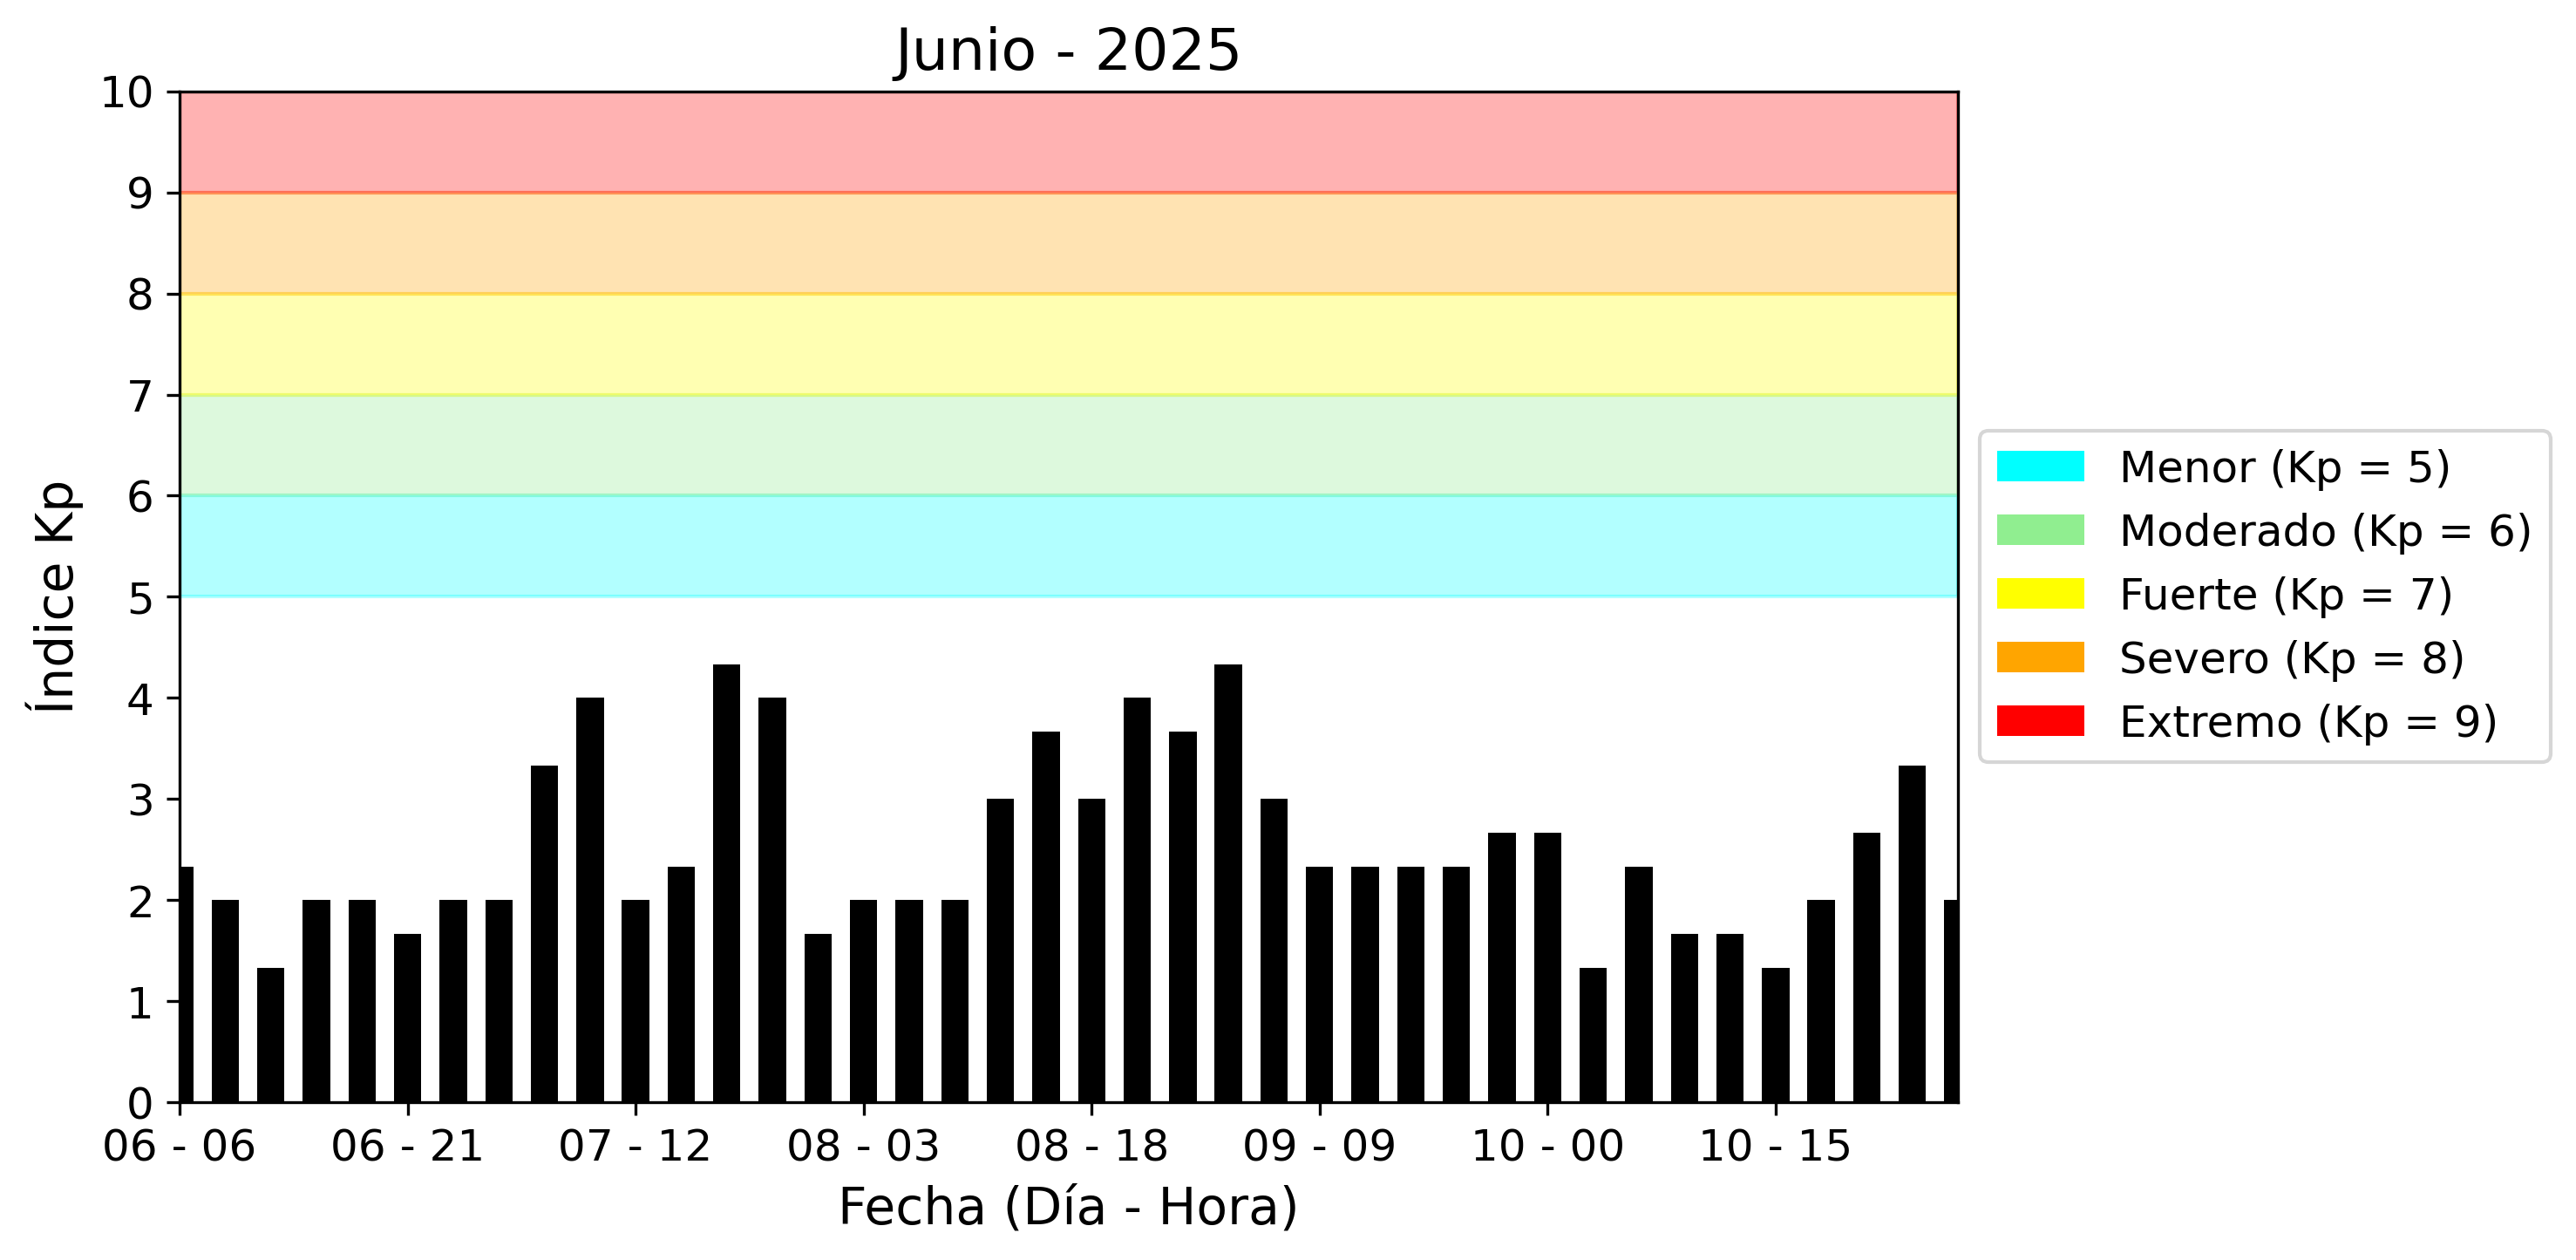 Junio - 2025
10
9
8
7
6
5
4
3
2
1
0
Índice Kp
06 - 06 06 - 21 07 - 12 08 - 03 08 - 18 09 - 09 10 - 00 10 - 15
Fecha (Día - Hora)
Menor (Kp = 5)
Moderado (Kp = 6)
Fuerte (Kp = 7)
Severo (Kp = 8)
Extremo (Kp = 9)